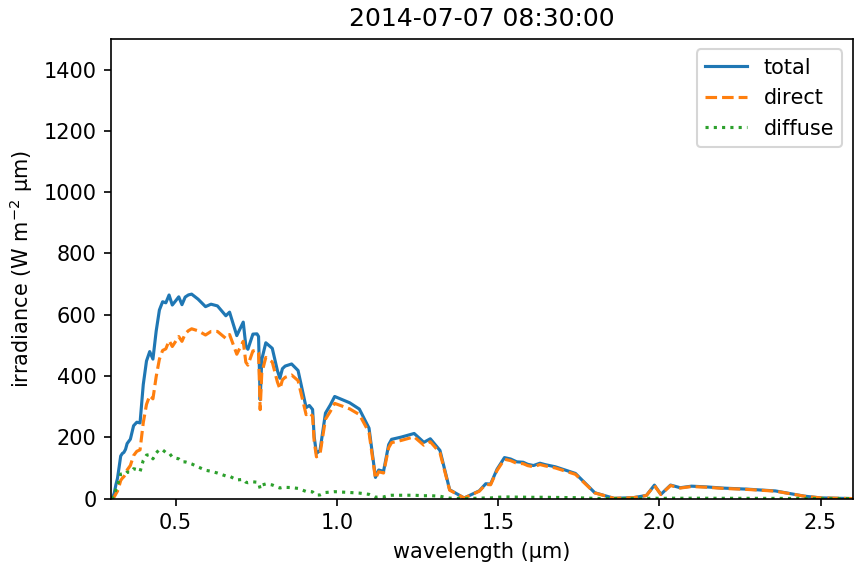 2014-07-07 08:30:00
total
direct
diffuse
irradiance (W m⁻² µm)
1400
1200
1000
800
600
400
200
0
0.5 1.0 1.5 2.0 2.5
wavelength (µm)